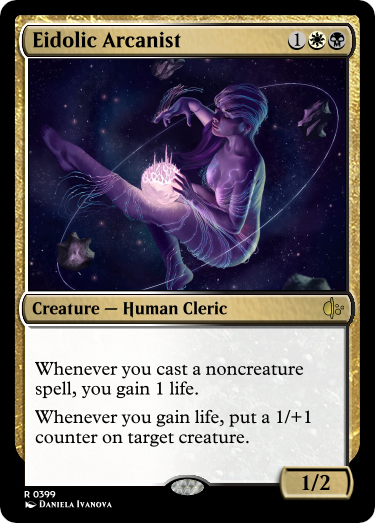 Eidolic Arcanist 1
Creature — Human Cleric
Whenever you cast a noncreature
spell, you gain 1 life.
Whenever you gain life, put a 1/+1
counter on target creature.
1/2
R 0399
Daniela Ivanova